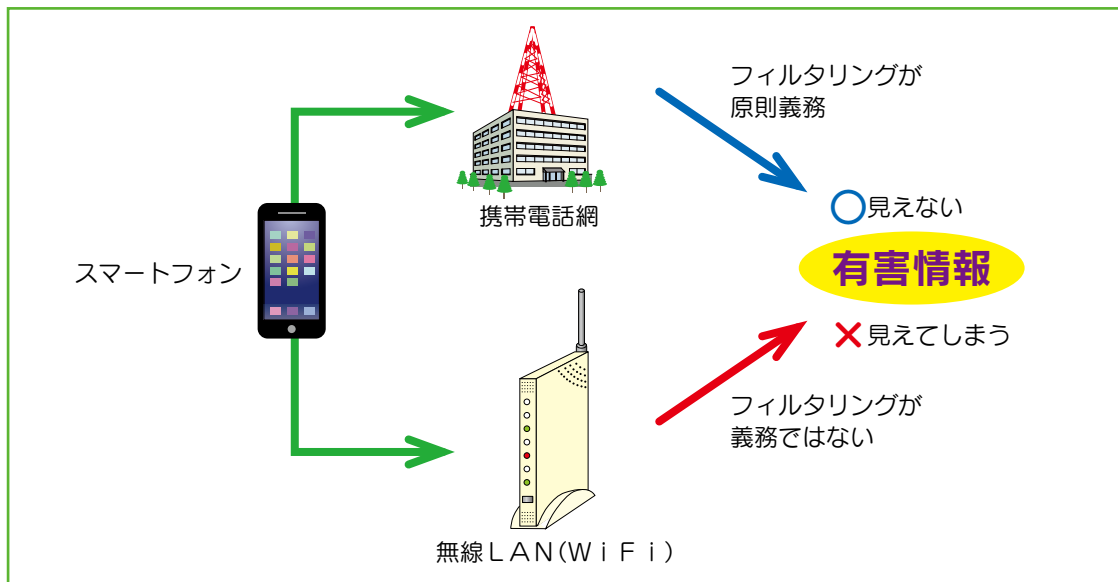 フィルタリングが
原則義務
携帯電話網
○見えない
スマートフォン
有害情報
×見えてしまう
フィルタリングが
義務ではない
無線ＬＡＮ(ＷｉＦｉ)